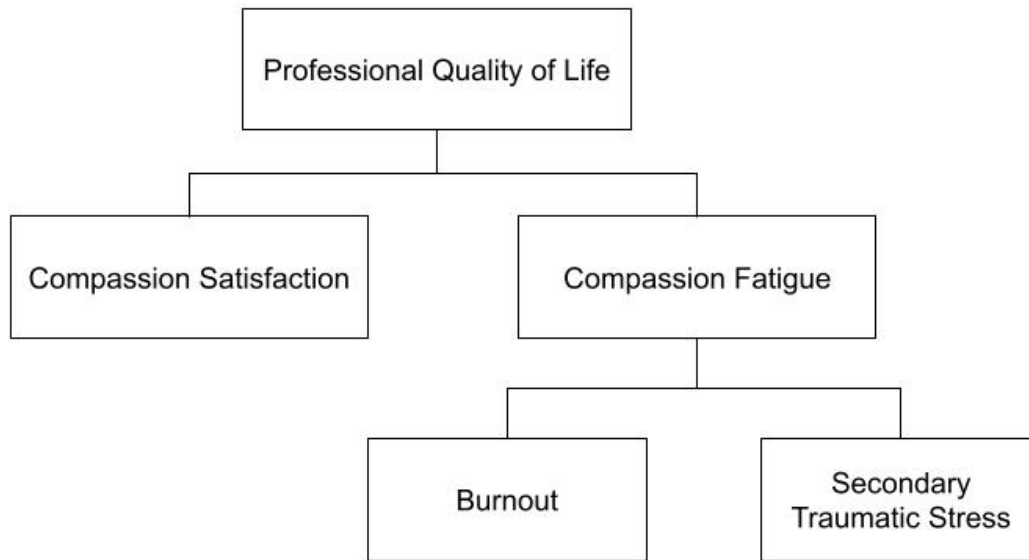 Professional Quality of Life
Compassion Satisfaction
Compassion Fatigue
Burnout
Secondary
Traumatic Stress